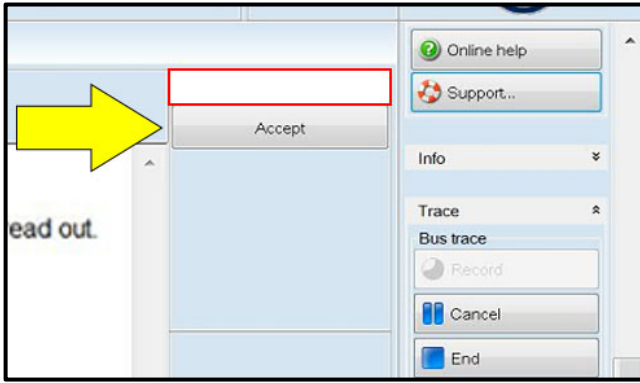 Online help
Support...
Accept
Info
ead out.
Trace
Bus trace
Record
Cancel
End